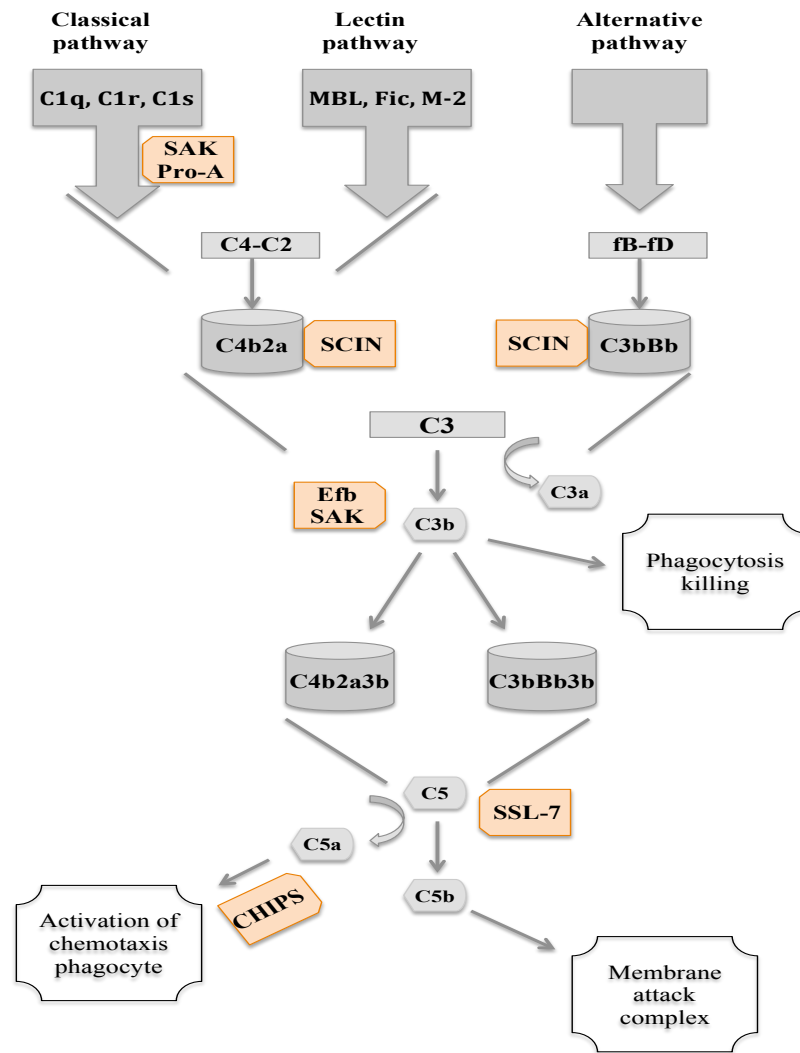 Classical
pathway
Lectin
pathway
Alternative
pathway
C1q, C1r, C1s
MBL, Fic, M-2
SAK
Pro-A
C4-C2
fB-fD
C4b2a
SCIN
SCIN
C3bBb
C3
C3a
Efb
SAK
C3b
Phagocytosis
killing
C4b2a3b
C3bBb3b
C5
SSL-7
C5a
CHIPS
C5b
Activation of
chemotaxis
phagocyte
Membrane
attack
complex